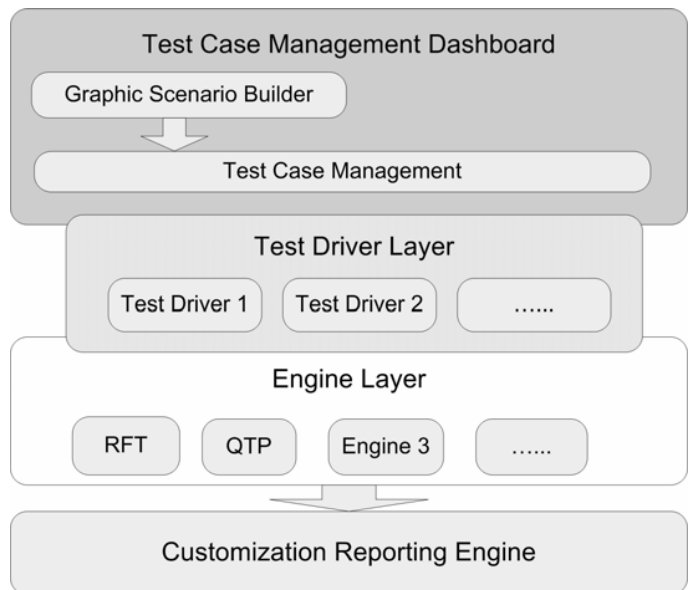 Test Case Management Dashboard
Graphic Scenario Builder
Test Case Management
Test Driver Layer
Test Driver 1
Test Driver 2
…...
Engine Layer
RFT
QTP
Engine 3
…...
Customization Reporting Engine